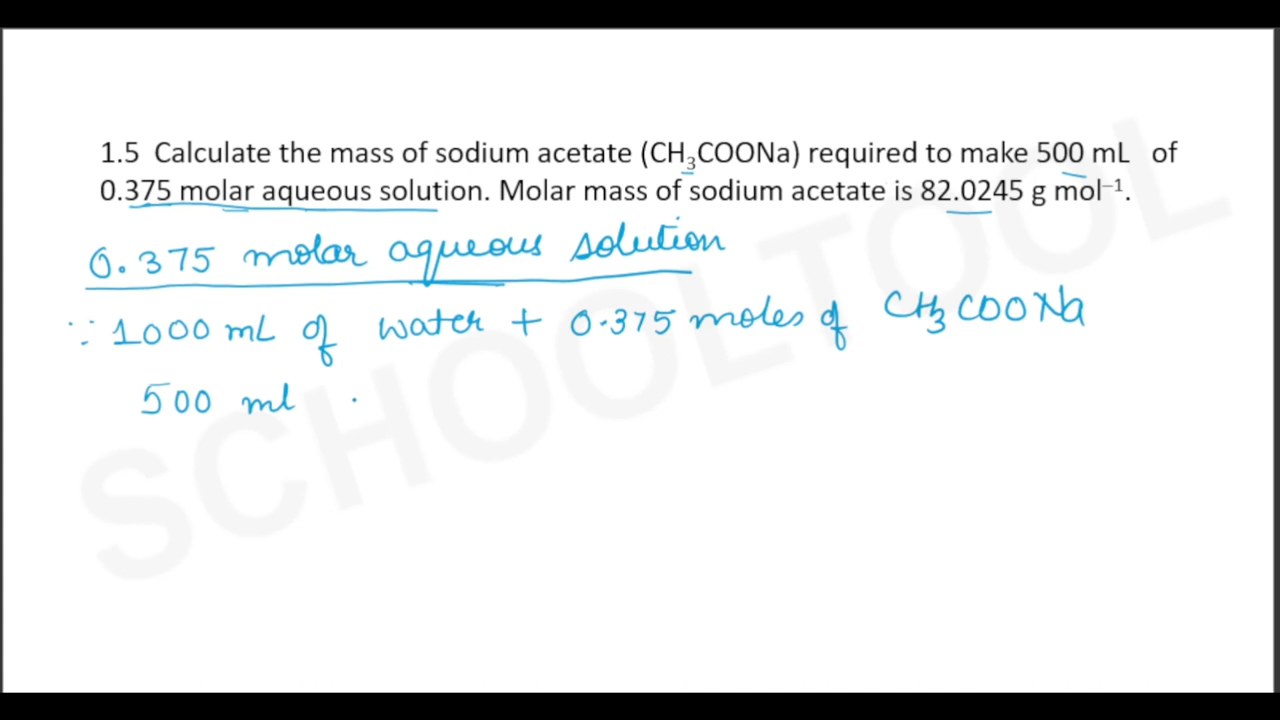 1.5 Calculate the mass of sodium acetate (CH₃COONa) required to make 500 mL of
0.375 molar aqueous solution. Molar mass of sodium acetate is 82.0245 g mol⁻¹.
0.375 molar aqueous solution
∵ 1000 mL of water + 0.375 moles of CH₃COONa
500 ml
SCHOOLTOOL